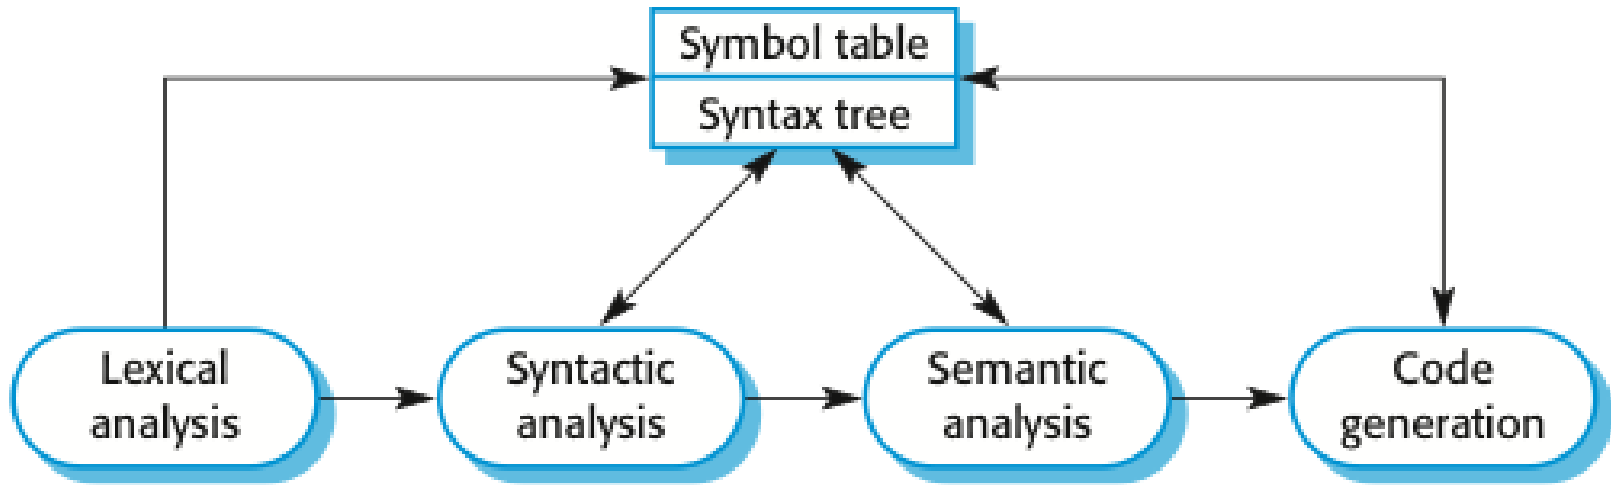 Symbol table
Syntax tree
Lexical
analysis
Syntactic
analysis
Semantic
analysis
Code
generation